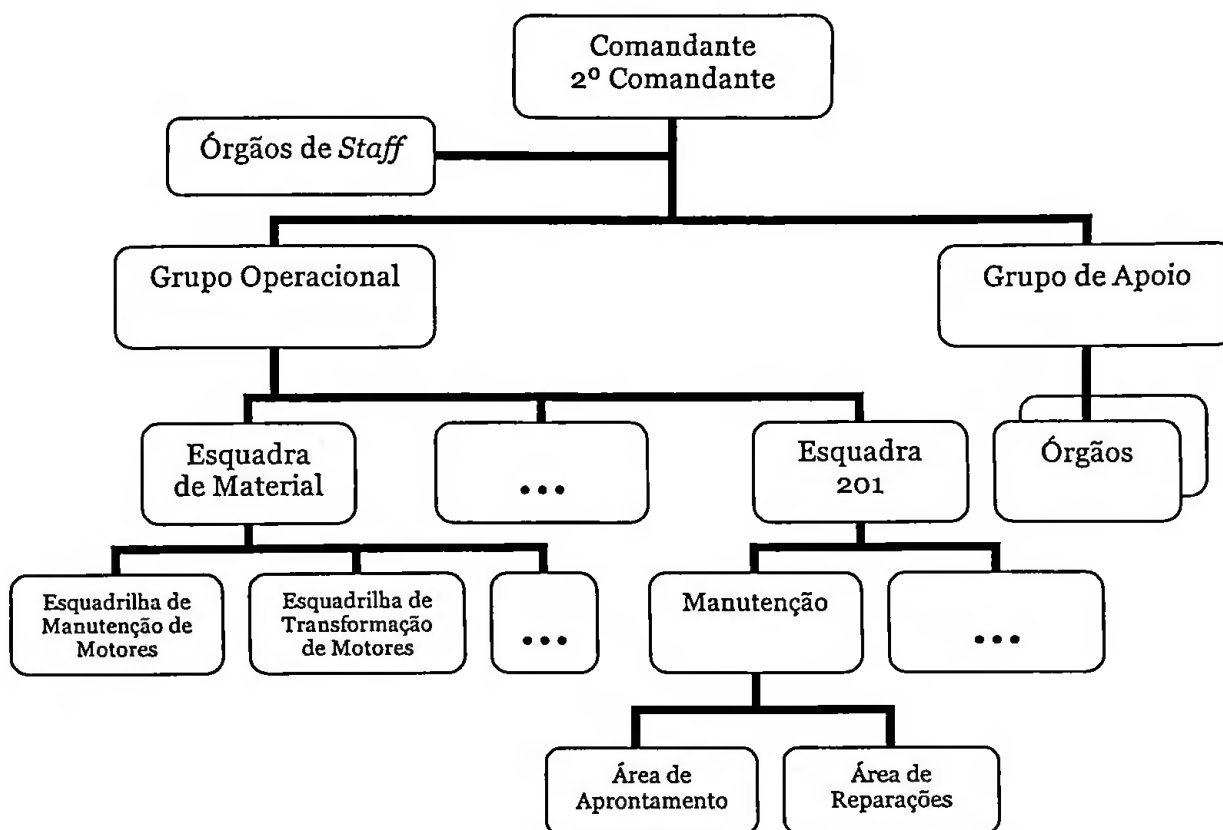 Comandante
2º Comandante
Órgãos de Staff
Grupo Operacional
Grupo de Apoio
Esquadra
de Material
...
Esquadra
201
Órgãos
Esquadrilha de
Manutenção de
Motores
Esquadrilha de
Transformação
de Motores
...
Manutenção
...
Área de
Aprontamento
Área de
Reparações